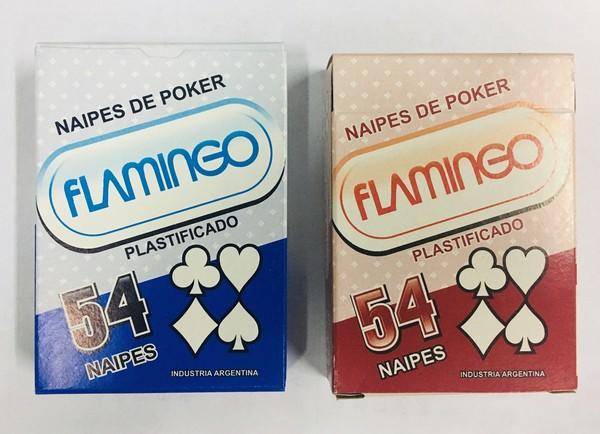 NAIPES DE POKER
FLAMINGO
PLASTIFICADO
54
NAIPES
INDUSTRIA ARGENTINA
NAIPES DE POKER
FLAMINGO
PLASTIFICADO
54
NAIPES
INDUSTRIA ARGENTINA